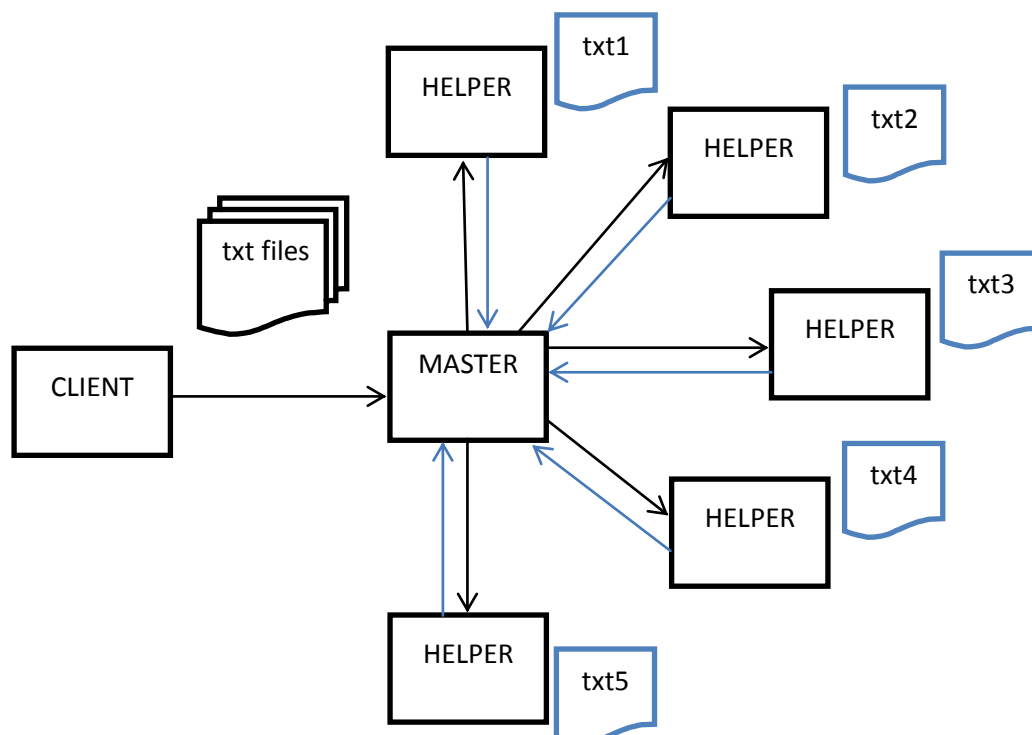 txt1
HELPER
txt2
HELPER
txt files
txt3
HELPER
MASTER
CLIENT
txt4
HELPER
HELPER
txt5